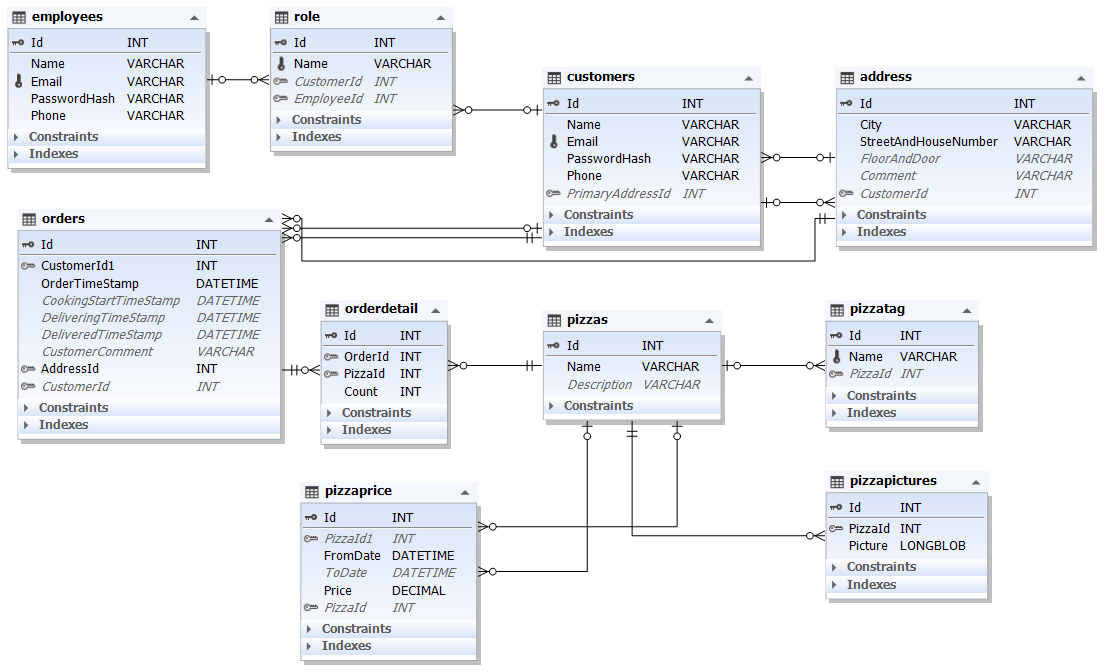 employees
Id INT
Name VARCHAR
Email VARCHAR
PasswordHash VARCHAR
Phone VARCHAR
Constraints
Indexes
role
Id INT
Name VARCHAR
CustomerId INT
EmployeeId INT
Constraints
Indexes
customers
Id INT
Name VARCHAR
Email VARCHAR
PasswordHash VARCHAR
Phone VARCHAR
PrimaryAddressId INT
Constraints
Indexes
address
Id INT
City VARCHAR
StreetAndHouseNumber VARCHAR
FloorAndDoor VARCHAR
Comment VARCHAR
CustomerId INT
Constraints
Indexes
orders
Id INT
CustomerId1 INT
OrderTimeStamp DATETIME
CookingStartTimeStamp DATETIME
DeliveringTimeStamp DATETIME
DeliveredTimeStamp DATETIME
CustomerComment VARCHAR
AddressId INT
CustomerId INT
Constraints
Indexes
orderdetail
Id INT
OrderId INT
PizzaId INT
Count INT
Constraints
Indexes
pizzas
Id INT
Name VARCHAR
Description VARCHAR
Constraints
pizzatag
Id INT
Name VARCHAR
PizzaId INT
Constraints
Indexes
pizzaprice
Id INT
PizzaId1 INT
FromDate DATETIME
ToDate DATETIME
Price DECIMAL
PizzaId INT
Constraints
Indexes
pizzapictures
Id INT
PizzaId INT
Picture LONGBLOB
Constraints
Indexes